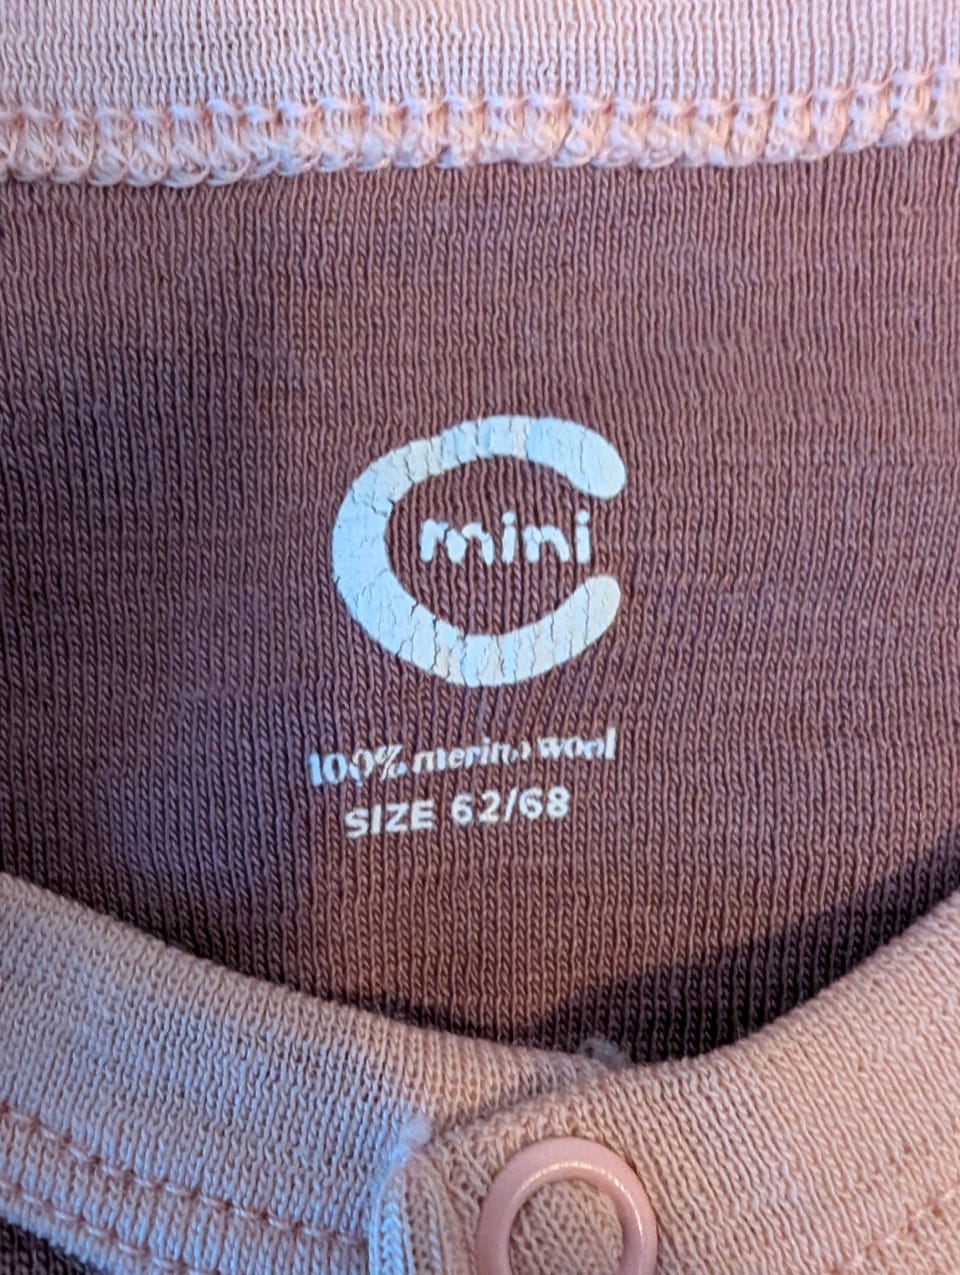 C
mini
100% merino wool
SIZE 62/68